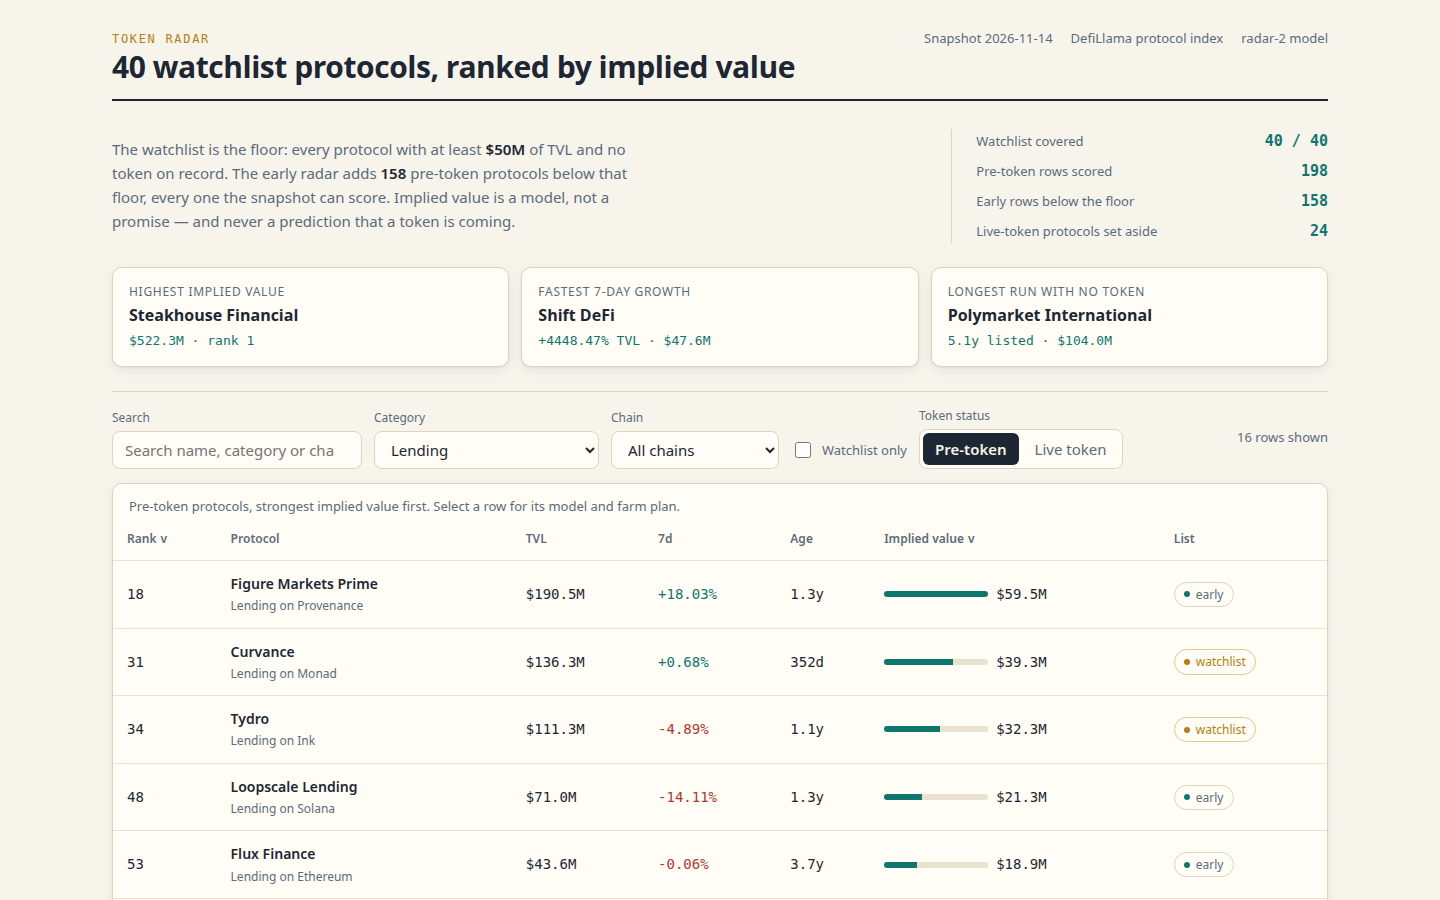 TOKEN RADAR
40 watchlist protocols, ranked by implied value
Snapshot 2026-11-14 DefiLlama protocol index radar-2 model
The watchlist is the floor: every protocol with at least $50M of TVL and no
token on record. The early radar adds 158 pre-token protocols below that
floor, every one the snapshot can score. Implied value is a model, not a
promise — and never a prediction that a token is coming.
Watchlist covered 40 / 40
Pre-token rows scored 198
Early rows below the floor 158
Live-token protocols set aside 24
HIGHEST IMPLIED VALUE
Steakhouse Financial
$522.3M · rank 1
FASTEST 7-DAY GROWTH
Shift DeFi
+4448.47% TVL · $47.6M
LONGEST RUN WITH NO TOKEN
Polymarket International
5.1y listed · $104.0M
Search
Search name, category or cha
Category
Lending
Chain
All chains
Watchlist only
Token status
Pre-token Live token
16 rows shown
Pre-token protocols, strongest implied value first. Select a row for its model and farm plan.
Rank v Protocol TVL 7d Age Implied value v List
18 Figure Markets Prime $190.5M +18.03% 1.3y $59.5M early
Lending on Provenance
31 Curvance $136.3M +0.68% 352d $39.3M watchlist
Lending on Monad
34 Tydro $111.3M -4.89% 1.1y $32.3M watchlist
Lending on Ink
48 Loopscale Lending $71.0M -14.11% 1.3y $21.3M early
Lending on Solana
53 Flux Finance $43.6M -0.06% 3.7y $18.9M early
Lending on Ethereum